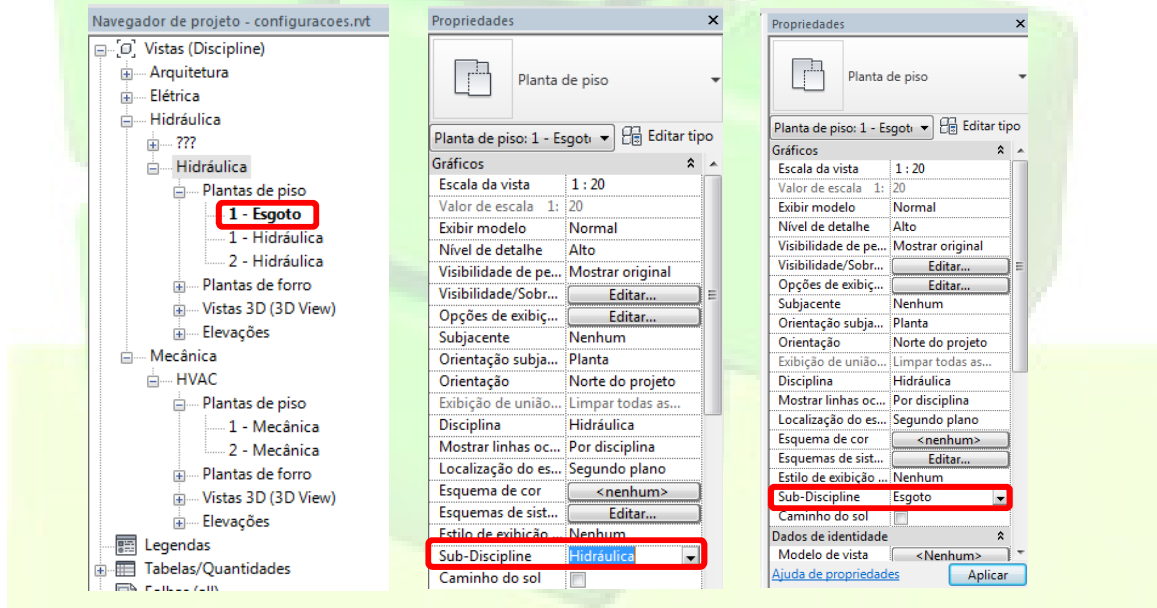 Navegador de projeto - configuracoes.rvt
Vistas (Discipline)
Arquitetura
Elétrica
Hidráulica
???
Hidráulica
Plantas de piso
1 - Esgoto
1 - Hidráulica
2 - Hidráulica
Plantas de forro
Vistas 3D (3D View)
Elevações
Mecânica
HVAC
Plantas de piso
1 - Mecânica
2 - Mecânica
Plantas de forro
Vistas 3D (3D View)
Elevações
Legendas
Tabelas/Quantidades
Propriedades
Planta de piso
Planta de piso: 1 - Esgot Editar tipo
Gráficos
Escala da vista 1 : 20
Valor de escala 1: 20
Exibir modelo Normal
Nível de detalhe Alto
Visibilidade de pe... Mostrar original
Visibilidade/Sobr... Editar...
Opções de exibiç... Editar...
Subjacente Nenhum
Orientação subja... Planta
Orientação Norte do projeto
Exibição de união... Limpar todas as...
Disciplina Hidráulica
Mostrar linhas oc... Por disciplina
Localização do es... Segundo plano
Esquema de cor <nenhum>
Esquemas de sist... Editar...
Estilo de exibição ... Nenhum
Sub-Discipline Hidráulica
Caminho do sol
Propriedades
Planta de piso
Planta de piso: 1 - Esgot Editar tipo
Gráficos
Escala da vista 1 : 20
Valor de escala 1: 20
Exibir modelo Normal
Nível de detalhe Alto
Visibilidade de pe... Mostrar original
Visibilidade/Sobr... Editar...
Opções de exibiç... Editar...
Subjacente Nenhum
Orientação subja... Planta
Orientação Norte do projeto
Exibição de união... Limpar todas as...
Disciplina Hidráulica
Mostrar linhas oc... Por disciplina
Localização do es... Segundo plano
Esquema de cor <nenhum>
Esquemas de sist... Editar...
Estilo de exibição ... Nenhum
Sub-Discipline Esgoto
Caminho do sol
Dados de identidade
Modelo de vista <Nenhum>
Ajuda de propriedades Aplicar